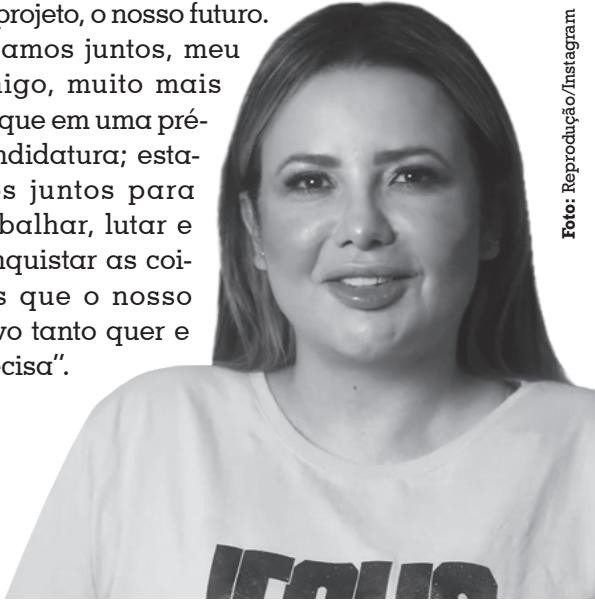 projeto, o nosso futuro.
amos juntos, meu
igo, muito mais
que em uma pré-
ndidatura; esta-
s juntos para
balhar, lutar e
nquistar as coi-
s que o nosso
vo tanto quer e
cisa”.
Foto: Reprodução/Instagram
JESUS